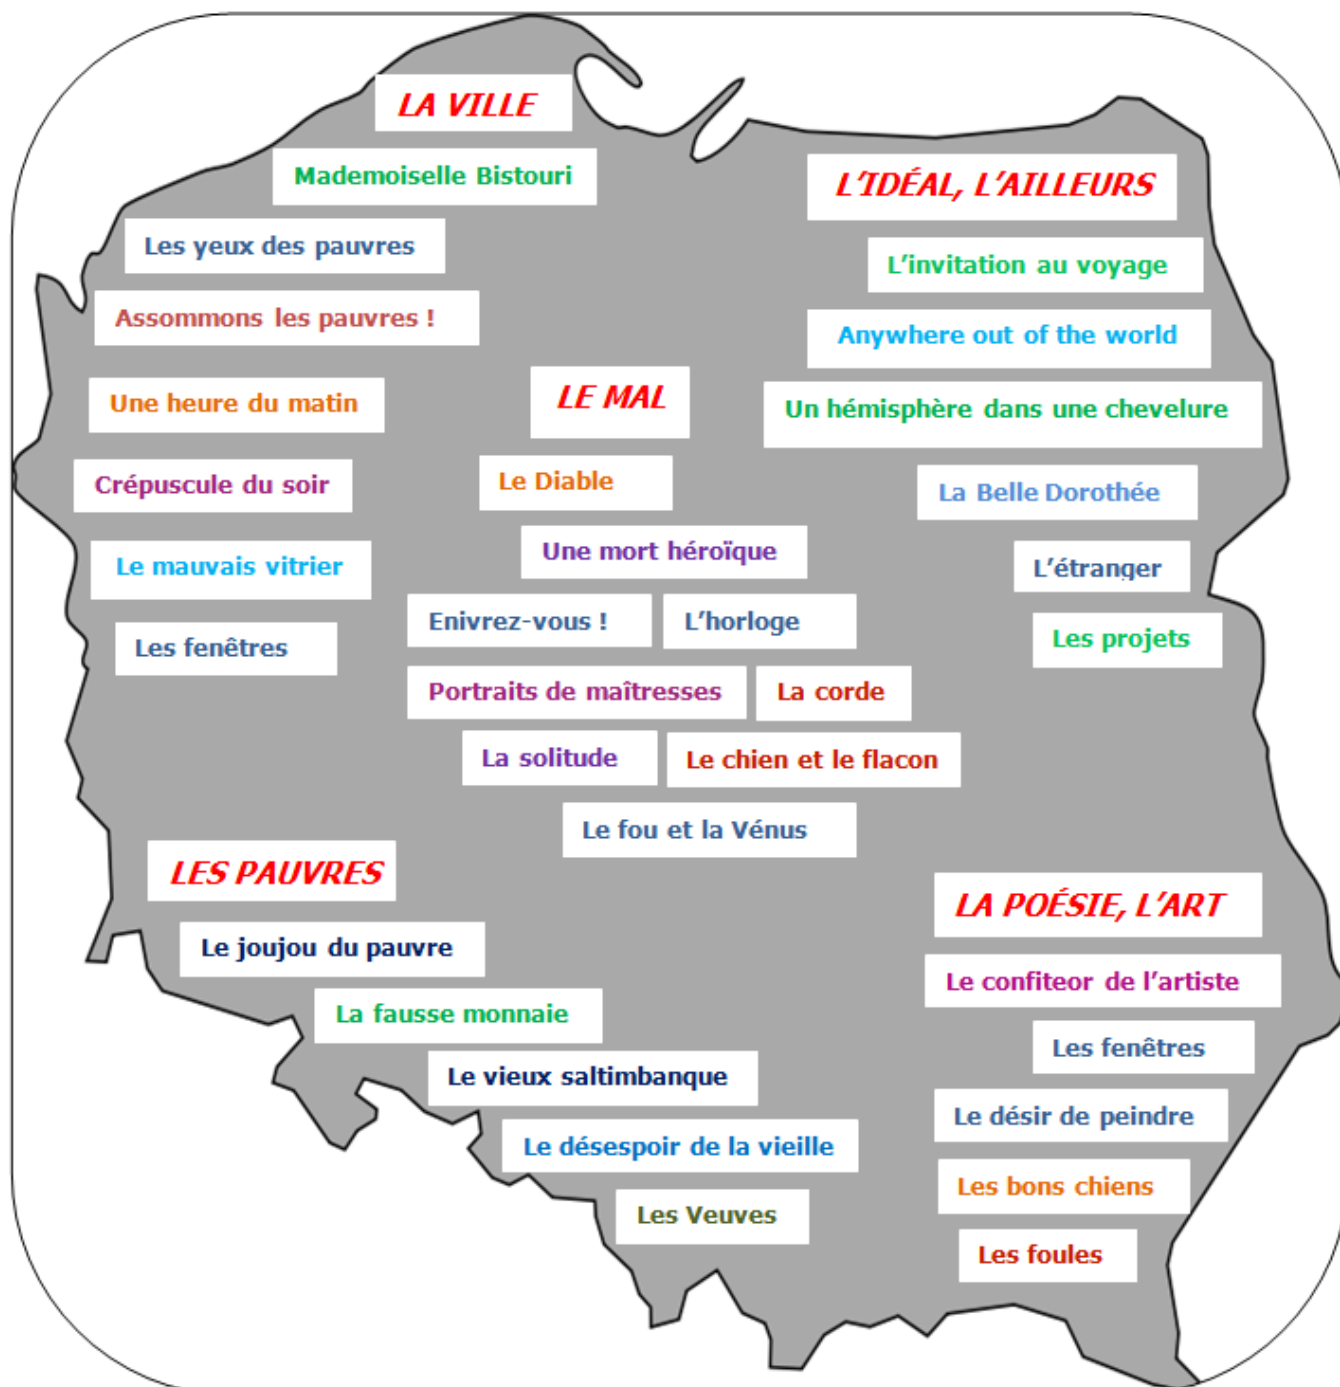 LA VILLE
Mademoiselle Bistouri
Les yeux des pauvres
Assommons les pauvres !
Une heure du matin
Crépuscule du soir
Le mauvais vitrier
Les fenêtres
L'IDÉAL, L'AILLEURS
L'invitation au voyage
Anywhere out of the world
Un hémisphère dans une chevelure
La Belle Dorothée
L'étranger
Les projets
LE MAL
Le Diable
Une mort héroïque
Enivrez-vous !
L'horloge
Portraits de maîtresses
La corde
La solitude
Le chien et le flacon
Le fou et la Vénus
LES PAUVRES
Le joujou du pauvre
La fausse monnaie
Le vieux saltimbanque
Le désespoir de la vieille
Les Veuves
LA POÉSIE, L'ART
Le confiteor de l'artiste
Les fenêtres
Le désir de peindre
Les bons chiens
Les foules